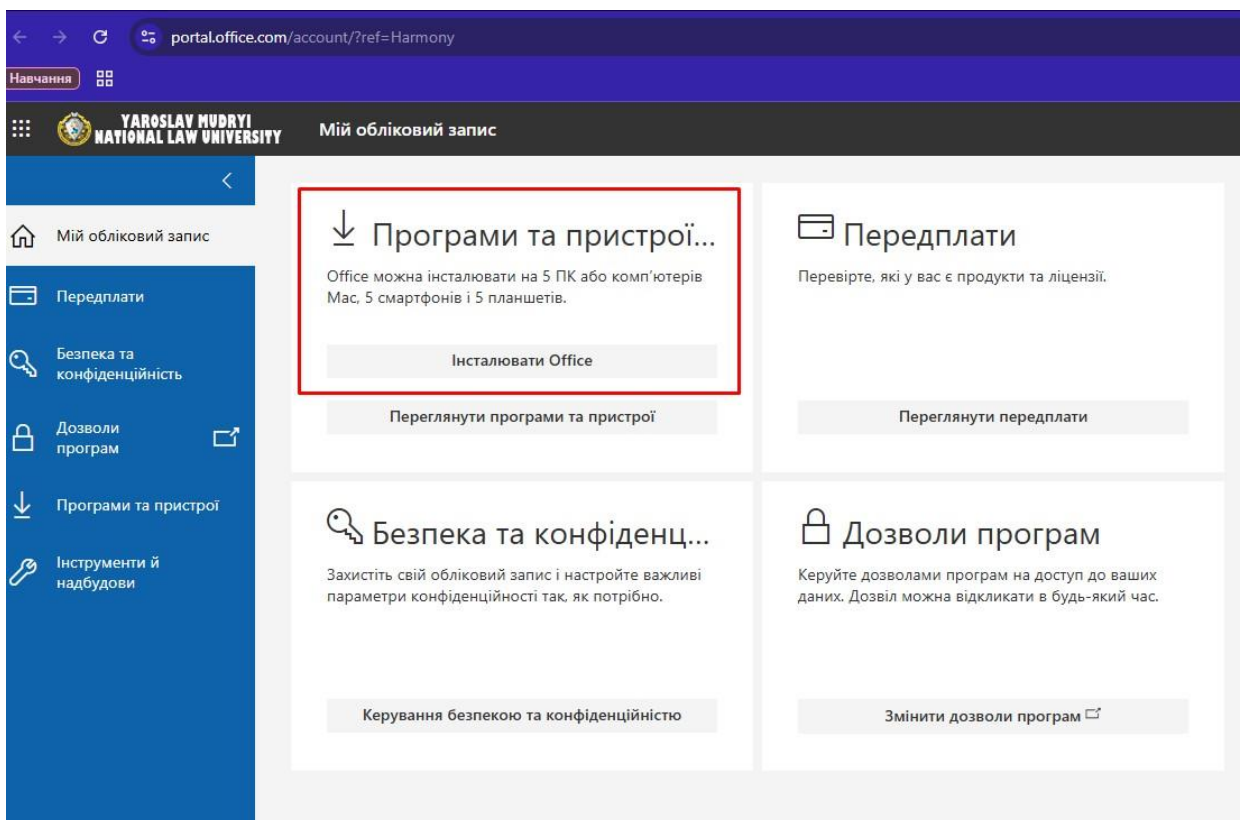 portal.office.com/account/?ref=Harmony
Навчання
YAROSLAV MUDRYI
NATIONAL LAW UNIVERSITY
Мій обліковий запис
Мій обліковий запис
Передплати
Безпека та
конфіденційність
Дозволи
програм
Програми та пристрої
Інструменти й
надбудови
Програми та пристрої...
Office можна інсталювати на 5 ПК або комп'ютерів
Mac, 5 смартфонів і 5 планшетів.
Інсталювати Office
Переглянути програми та пристрої
Передплати
Перевірте, які у вас є продукти та ліцензії.
Переглянути передплати
Безпека та конфіденц...
Захистіть свій обліковий запис і настройте важливі
параметри конфіденційності так, як потрібно.
Керування безпекою та конфіденційністю
Дозволи програм
Керуйте дозволами програм на доступ до ваших
даних. Дозвіл можна відкликати в будь-який час.
Змінити дозволи програм